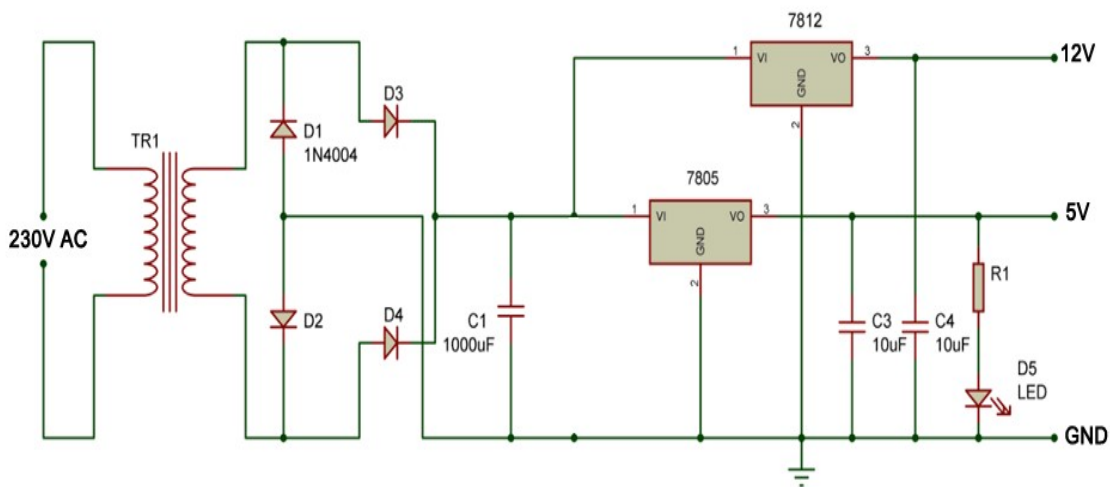 7812
1
VI
VO
3
12V
GND
2
D3
TR1
D1
1N4004
7805
1
VI
VO
3
5V
230V AC
GND
2
R1
D2
D4
C1
1000uF
C3
10uF
C4
10uF
D5
LED
GND